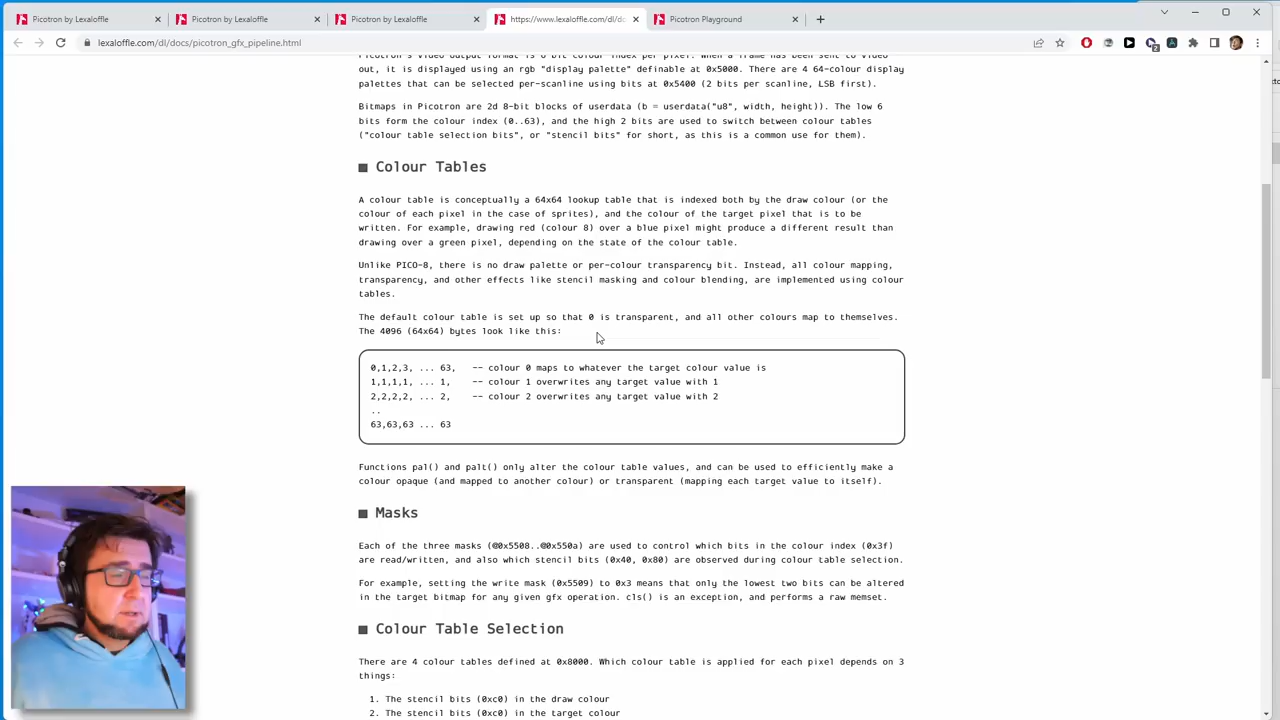 Picotron by Lexaloffle
Picotron by Lexaloffle
Picotron by Lexaloffle
https://www.lexaloffle.com/dl/do
Picotron Playground
lexaloffle.com/dl/docs/picotron_gfx_pipeline.html
out, it is displayed using an rgb "display palette" definable at 0x5000. There are 4 64-colour display
palettes that can be selected per-scanline using bits at 0x5400 (2 bits per scanline, LSB first).
Bitmaps in Picotron are 2d 8-bit blocks of userdata (b = userdata("u8", width, height)). The low 6
bits form the colour index (0..63), and the high 2 bits are used to switch between colour tables
("colour table selection bits", or "stencil bits" for short, as this is a common use for them).
Colour Tables
A colour table is conceptually a 64x64 lookup table that is indexed both by the draw colour (or the
colour of each pixel in the case of sprites), and the colour of the target pixel that is to be
written. For example, drawing red (colour 8) over a blue pixel might produce a different result than
drawing over a green pixel, depending on the state of the colour table.
Unlike PICO-8, there is no draw palette or per-colour transparency bit. Instead, all colour mapping,
transparency, and other effects like stencil masking and colour blending, are implemented using colour
tables.
The default colour table is set up so that 0 is transparent, and all other colours map to themselves.
The 4096 (64x64) bytes look like this:
0,1,2,3, ... 63, -- colour 0 maps to whatever the target colour value is
1,1,1,1, ... 1, -- colour 1 overwrites any target value with 1
2,2,2,2, ... 2, -- colour 2 overwrites any target value with 2
..
63,63,63 ... 63
Functions pal() and palt() only alter the colour table values, and can be used to efficiently make a
colour opaque (and mapped to another colour) or transparent (mapping each target value to itself).
Masks
Each of the three masks (@0x5508..@0x550a) are used to control which bits in the colour index (0x3f)
are read/written, and also which stencil bits (0x40, 0x80) are observed during colour table selection.
For example, setting the write mask (0x5509) to 0x3 means that only the lowest two bits can be altered
in the target bitmap for any given gfx operation. cls() is an exception, and performs a raw memset.
Colour Table Selection
There are 4 colour tables defined at 0x8000. Which colour table is applied for each pixel depends on 3
things:
1. The stencil bits (0xc0) in the draw colour
2. The stencil bits (0xc0) in the target colour